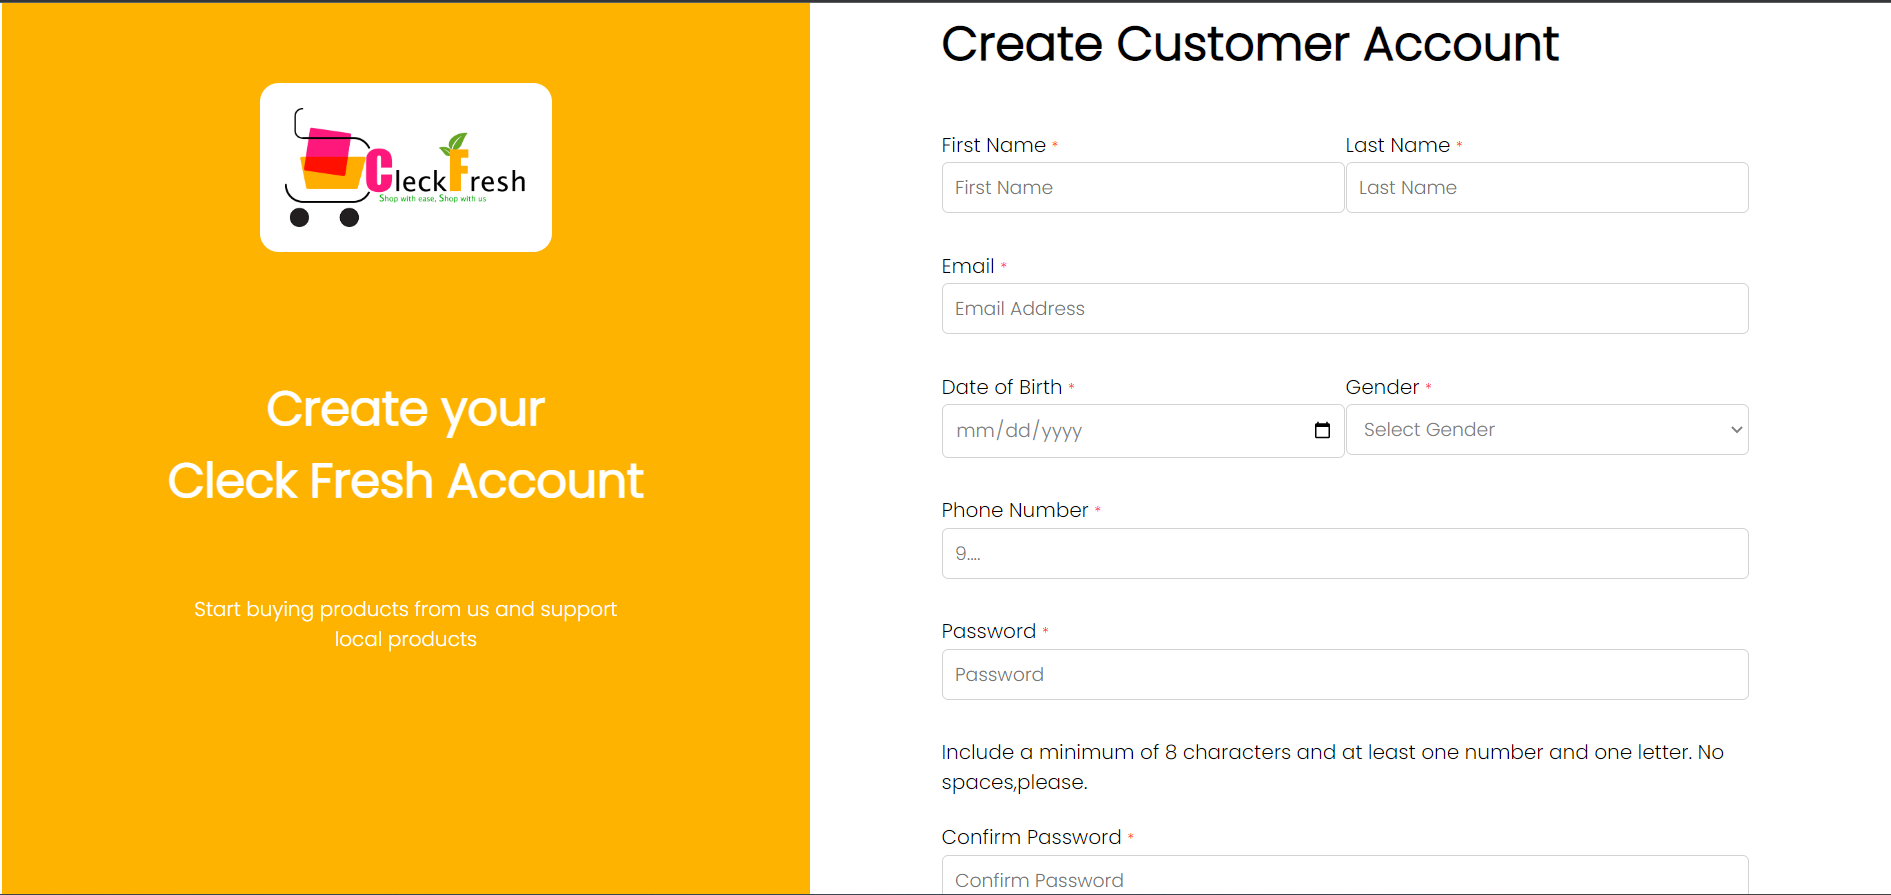 CleckFresh
Shop with ease, Shop with us
Create your
Cleck Fresh Account
Start buying products from us and support
local products
Create Customer Account
First Name * Last Name *
First Name Last Name
Email *
Email Address
Date of Birth * Gender *
mm/dd/yyyy Select Gender
Phone Number *
9....
Password *
Password
Include a minimum of 8 characters and at least one number and one letter. No
spaces,please.
Confirm Password *
Confirm Password